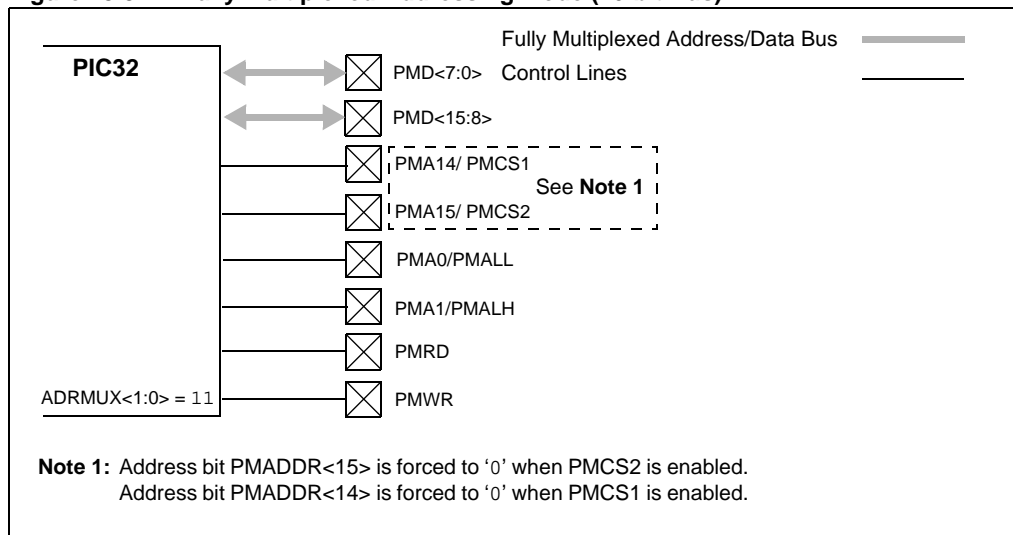 Fully Multiplexed Address/Data Bus
PIC32
PMD<7:0>
Control Lines
PMD<15:8>
PMA14/ PMCS1
See Note 1
PMA15/ PMCS2
PMA0/PMALL
PMA1/PMALH
PMRD
ADRMUX<1:0> = 11
PMWR
Note 1: Address bit PMADDR<15> is forced to ‘0’ when PMCS2 is enabled.
Address bit PMADDR<14> is forced to ‘0’ when PMCS1 is enabled.